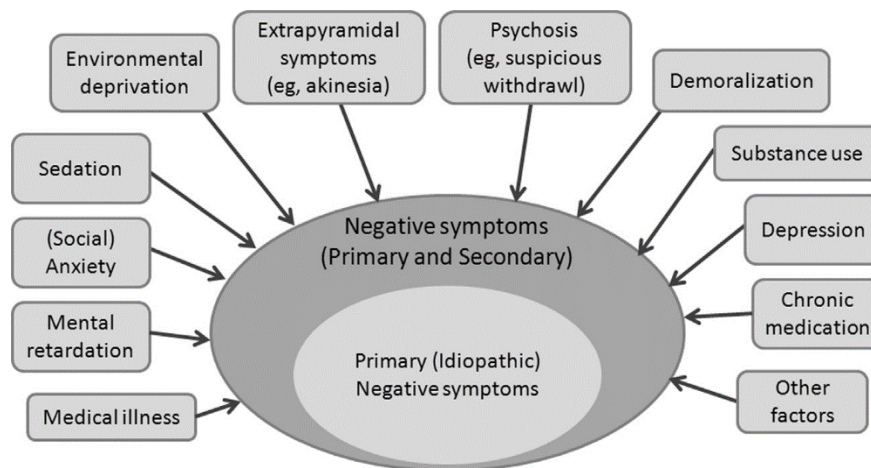 Environmental
deprivation
Extrapyramidal
symptoms
(eg, akinesia)
Psychosis
(eg, suspicious
withdrawl)
Demoralization
Sedation
Substance use
(Social)
Anxiety
Depression
Mental
retardation
Chronic
medication
Medical illness
Other
factors
Negative symptoms
(Primary and Secondary)
Primary (Idiopathic)
Negative symptoms